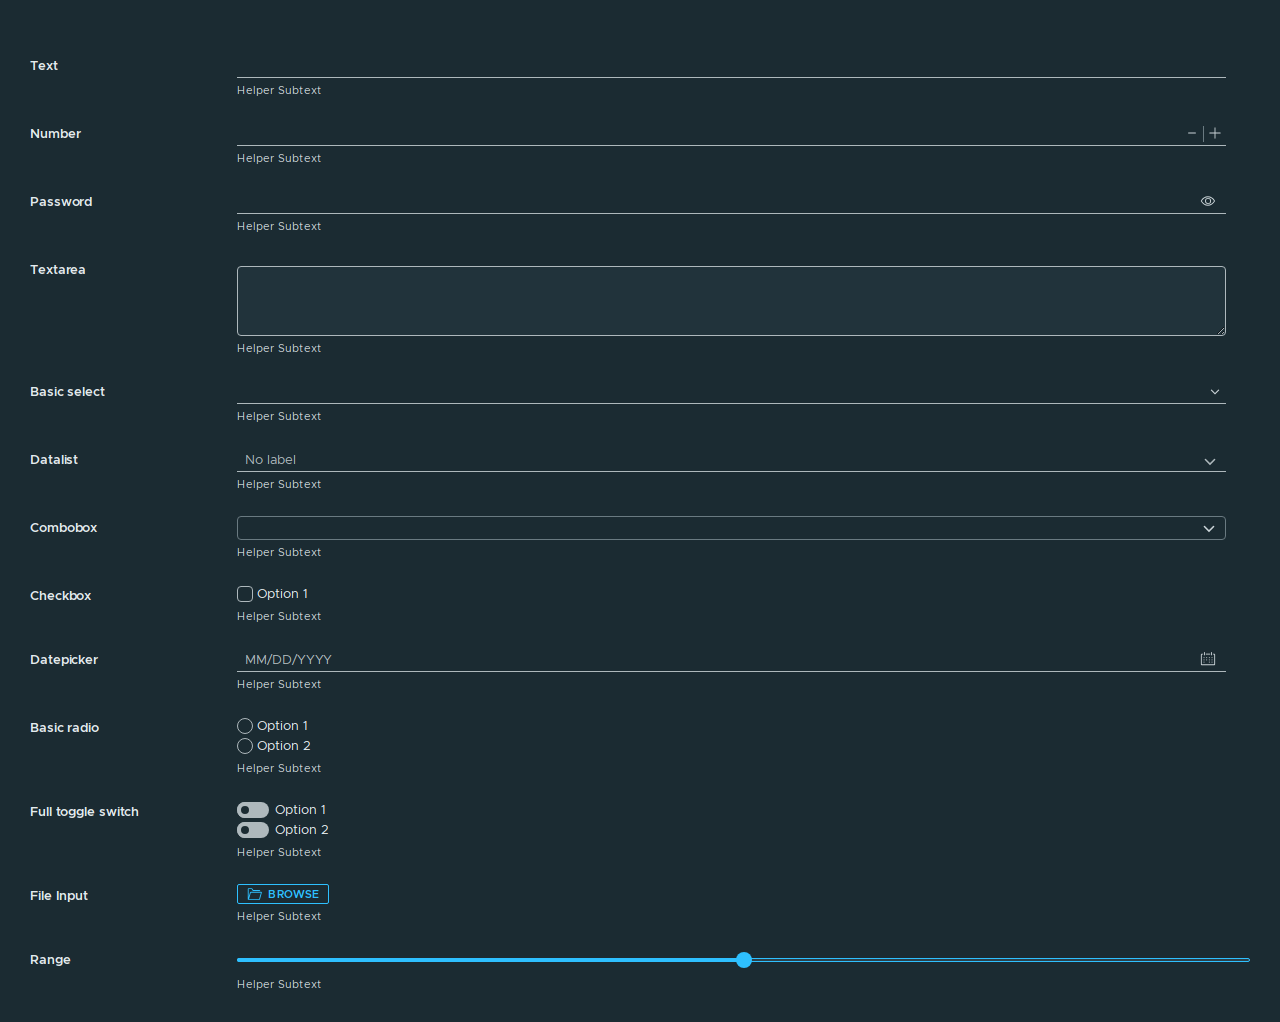 Text
Helper Subtext
Number
Helper Subtext
Password
Helper Subtext
Textarea
Helper Subtext
Basic select
Helper Subtext
Datalist
No label
Helper Subtext
Combobox
Helper Subtext
Checkbox
Option 1
Helper Subtext
Datepicker
MM/DD/YYYY
Helper Subtext
Basic radio
Option 1
Option 2
Helper Subtext
Full toggle switch
Option 1
Option 2
Helper Subtext
File Input
BROWSE
Helper Subtext
Range
Helper Subtext